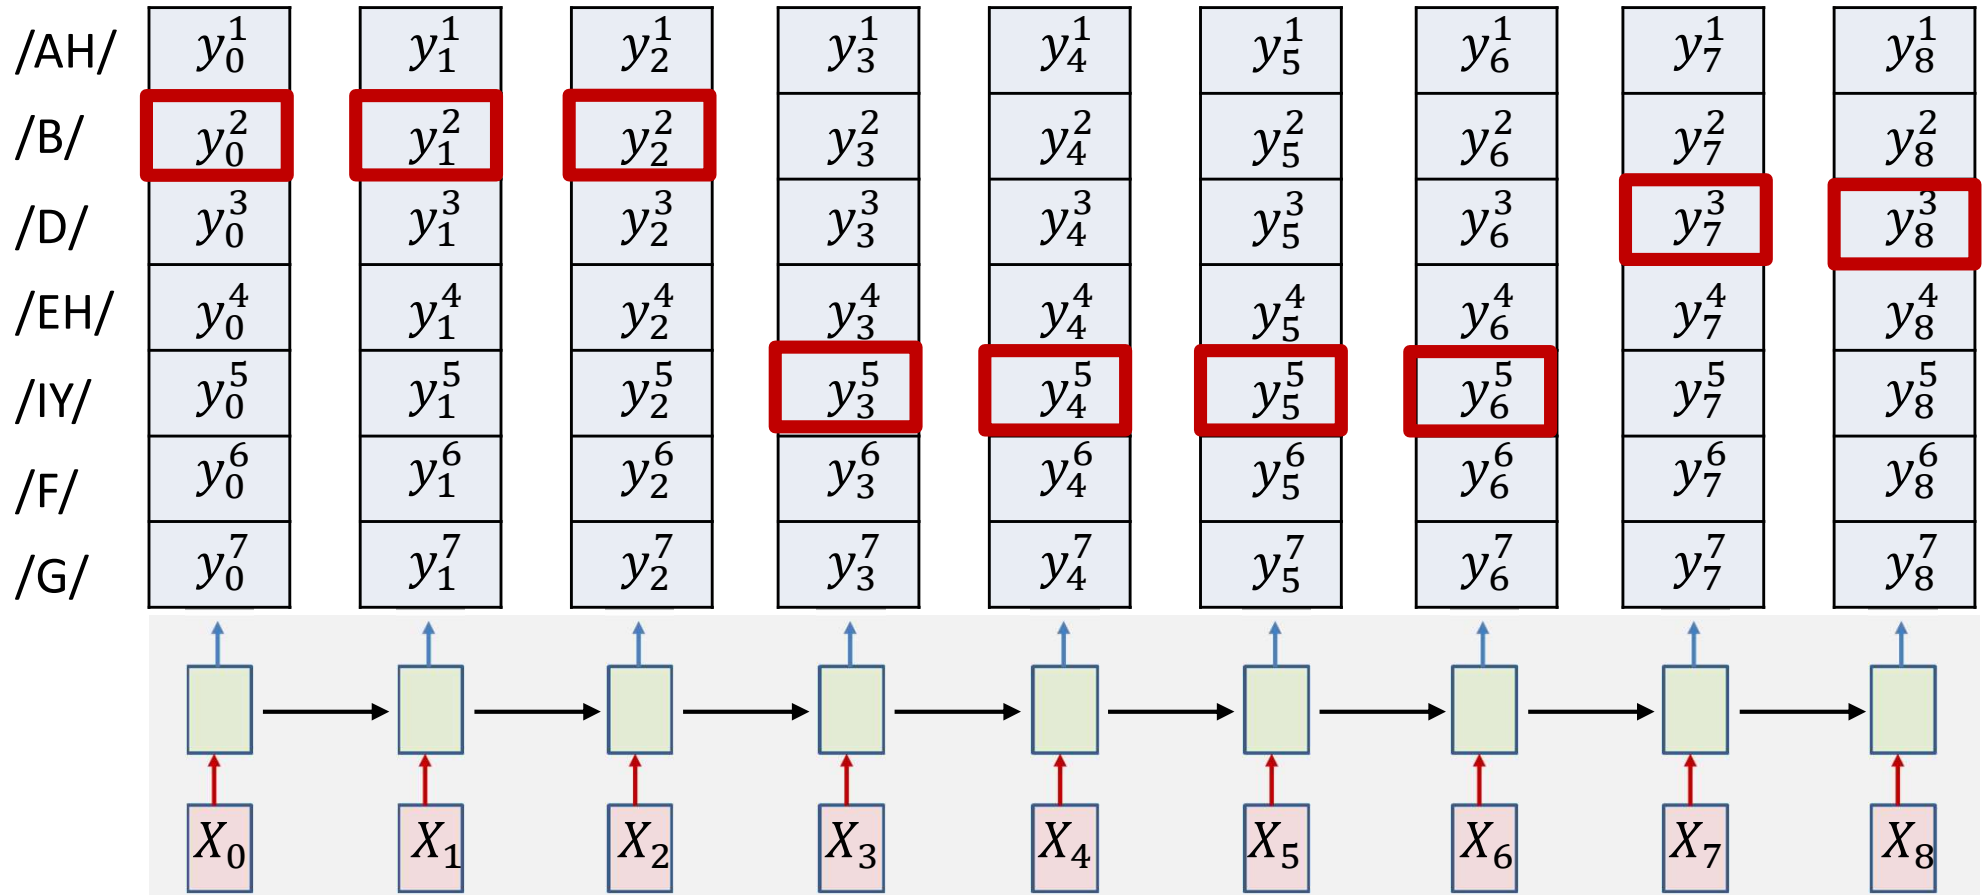 /AH/ y_0^1 y_1^1 y_2^1 y_3^1 y_4^1 y_5^1 y_6^1 y_7^1 y_8^1
/B/ y_0^2 y_1^2 y_2^2 y_3^2 y_4^2 y_5^2 y_6^2 y_7^2 y_8^2
/D/ y_0^3 y_1^3 y_2^3 y_3^3 y_4^3 y_5^3 y_6^3 y_7^3 y_8^3
/EH/ y_0^4 y_1^4 y_2^4 y_3^4 y_4^4 y_5^4 y_6^4 y_7^4 y_8^4
/IY/ y_0^5 y_1^5 y_2^5 y_3^5 y_4^5 y_5^5 y_6^5 y_7^5 y_8^5
/F/ y_0^6 y_1^6 y_2^6 y_3^6 y_4^6 y_5^6 y_6^6 y_7^6 y_8^6
/G/ y_0^7 y_1^7 y_2^7 y_3^7 y_4^7 y_5^7 y_6^7 y_7^7 y_8^7
X_0 X_1 X_2 X_3 X_4 X_5 X_6 X_7 X_8